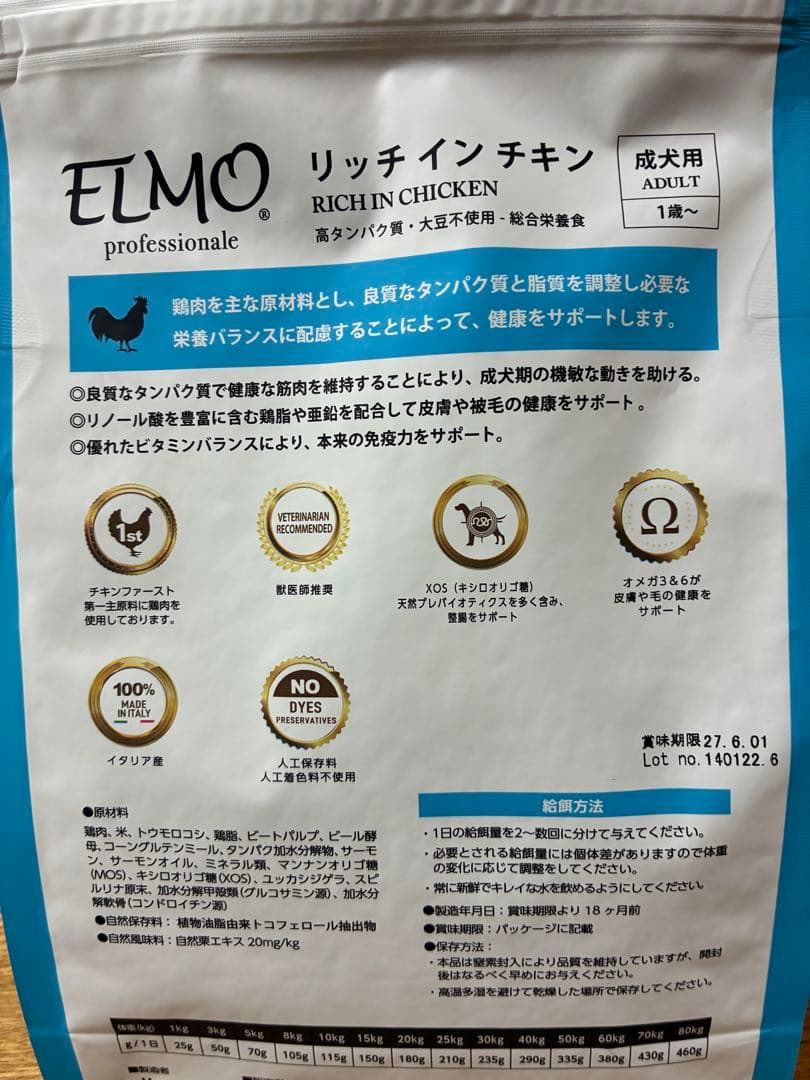 ELMO®
professionale
リッチ イン チキン
RICH IN CHICKEN
高タンパク質・大豆不使用 - 総合栄養食
成犬用
ADULT
1歳～
鶏肉を主な原材料とし、良質なタンパク質と脂質を調整し必要な
栄養バランスに配慮することによって、健康をサポートします。
◎良質なタンパク質で健康な筋肉を維持することにより、成犬期の機敏な動きを助ける。
◎リノール酸を豊富に含む鶏脂や亜鉛を配合して皮膚や被毛の健康をサポート。
◎優れたビタミンバランスにより、本来の免疫力をサポート。
1st
チキンファースト
第一主原料に鶏肉を
使用しております。
VETERINARIAN
RECOMMENDED
獣医師推奨
XOS（キシロオリゴ糖）
天然プレバイオティクスを多く含み、
整腸をサポート
Ω
オメガ3＆6が
皮膚や毛の健康を
サポート
100%
MADE
IN ITALY
イタリア産
NO
DYES
PRESERVATIVES
人工保存料
人工着色料不使用
賞味期限27.6.01
Lot no.140122.6
●原材料
鶏肉、米、トウモロコシ、鶏脂、ビートパルプ、ビール酵
母、コーングルテンミール、タンパク加水分解物、サーモ
ン、サーモンオイル、ミネラル類、マンナンオリゴ糖
(MOS)、キシロオリゴ糖(XOS)、ユッカシジゲラ、スピ
ルリナ原末、加水分解甲殻類(グルコサミン源)、加水分
解軟骨(コンドロイチン源)
●自然保存料： 植物油脂由来トコフェロール抽出物
●自然風味料：自然栗エキス 20mg/kg
給餌方法
・1日の給餌量を2～数回に分けて与えてください。
・必要とされる給餌量には個体差がありますので体重
の変化に応じて調整をしてください。
・常に新鮮でキレイな水を飲めるようにしてください。
●製造年月日：賞味期限より 18 ヶ月前
●賞味期限：パッケージに記載
●保存方法：
・本品は窒素封入により品質を維持していますが、開封
後はなるべく早めにお与えください。
・高温多湿を避けて乾燥した場所で保存してください。
体重(kg) 1kg 3kg 5kg 8kg 10kg 15kg 20kg 25kg 30kg 40kg 50kg 60kg 70kg 80kg
g/1日 25g 50g 70g 105g 115g 150g 180g 210g 235g 290g 335g 380g 430g 460g
■製造者